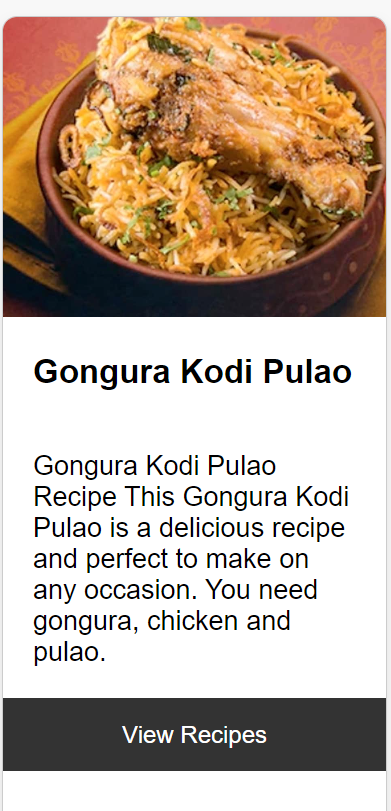 Gongura Kodi Pulao
Gongura Kodi Pulao
Recipe This Gongura Kodi
Pulao is a delicious recipe
and perfect to make on
any occasion. You need
gongura, chicken and
pulao.
View Recipes